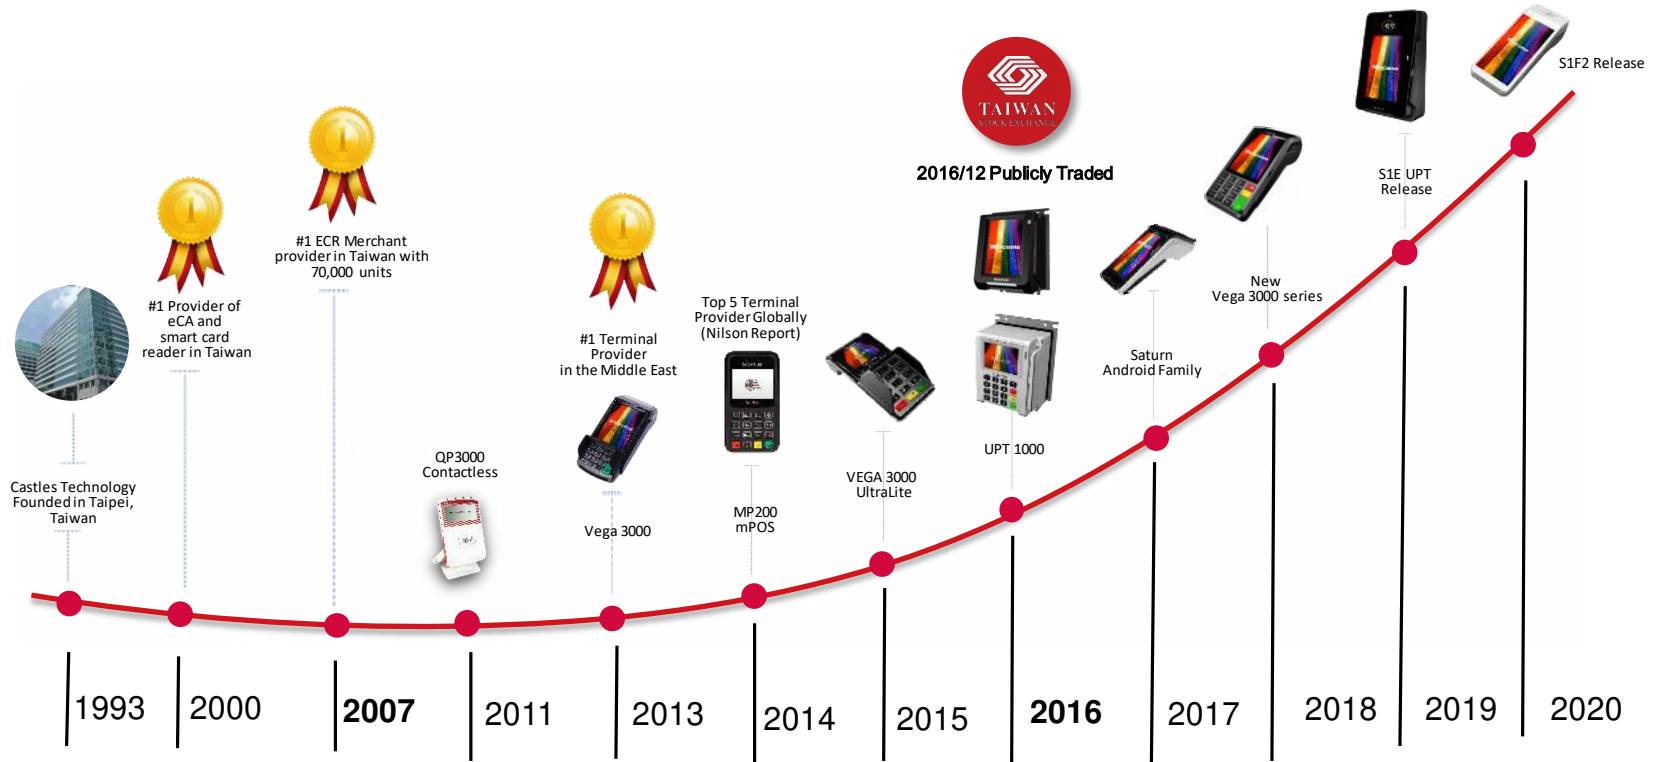 S1F2 Release
TAIWAN
STOCK EXCHANGE
2016/12 Publicly Traded
S1E UPT
Release
1
#1 ECR Merchant
provider in Taiwan with
70,000 units
1
#1 Provider of
eCA and
smart card
reader in Taiwan
1
#1 Terminal
Provider
in the Middle East
Top 5 Terminal
Provider Globally
(Nilson Report)
New
Vega 3000 series
Saturn
Android Family
Welcome
Castles Technology
Founded in Taipei,
Taiwan
QP3000
Contactless
Vega 3000
MP200
mPOS
VEGA 3000
UltraLite
UPT 1000
1993
2000
2007
2011
2013
2014
2015
2016
2017
2018
2019
2020